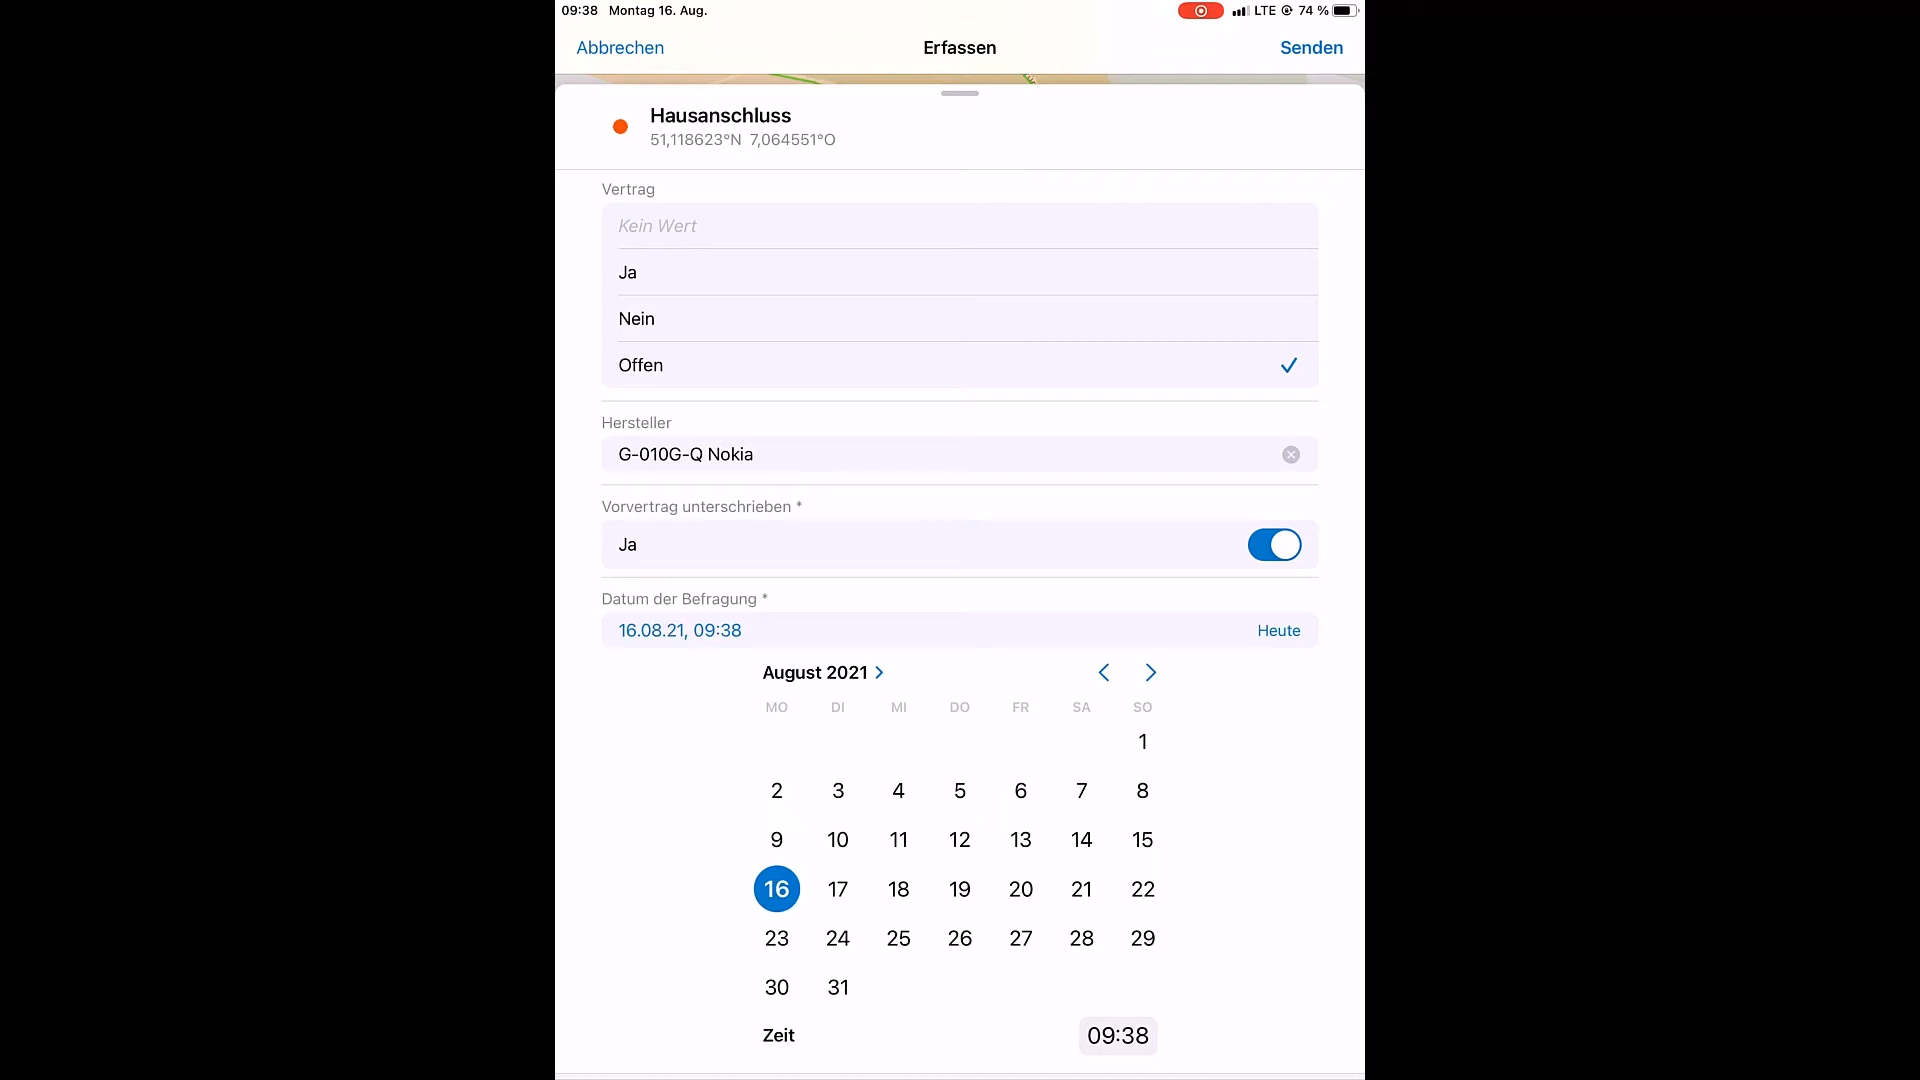 09:38 Montag 16. Aug. LTE 74 %
Abbrechen Erfassen Senden
Hausanschluss
51,118623°N 7,064551°O
Vertrag
Kein Wert
Ja
Nein
Offen
Hersteller
G-010G-Q Nokia
Vorvertrag unterschrieben *
Ja
Datum der Befragung *
16.08.21, 09:38 Heute
August 2021
MO DI MI DO FR SA SO
1
2 3 4 5 6 7 8
9 10 11 12 13 14 15
16 17 18 19 20 21 22
23 24 25 26 27 28 29
30 31
Zeit 09:38